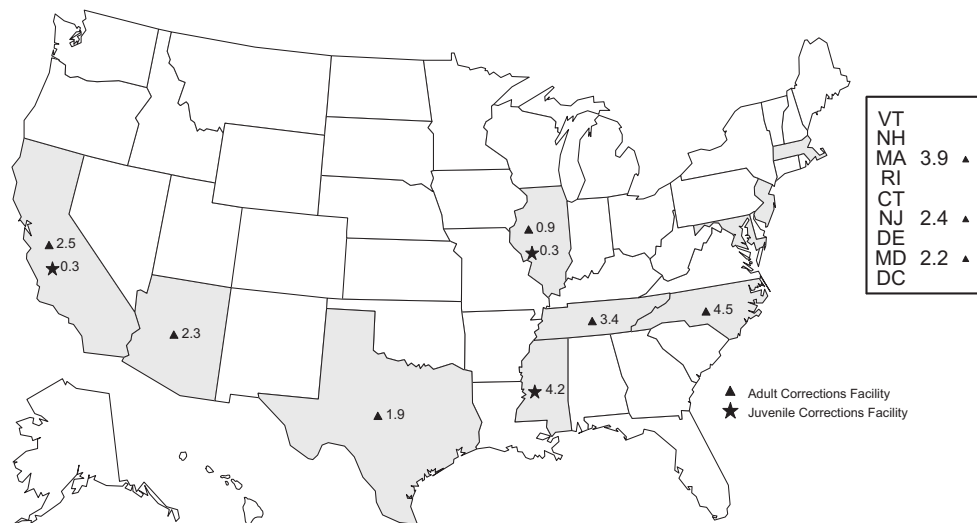 2.5
0.3
2.3
1.9
0.9
0.3
3.4
4.5
4.2
VT
NH
MA 3.9
RI
CT
NJ 2.4
DE
MD 2.2
DC
Adult Corrections Facility
Juvenile Corrections Facility